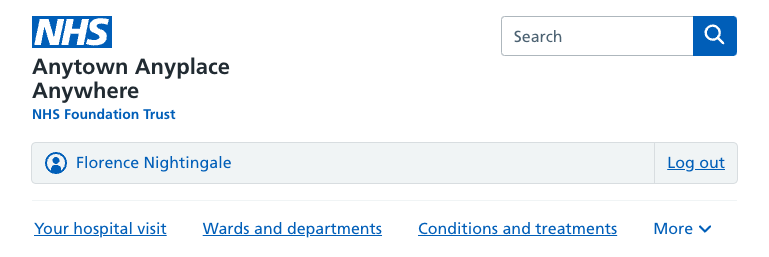 NHS
Search
Anytown Anyplace
Anywhere
NHS Foundation Trust
Florence Nightingale
Log out
Your hospital visit
Wards and departments
Conditions and treatments
More